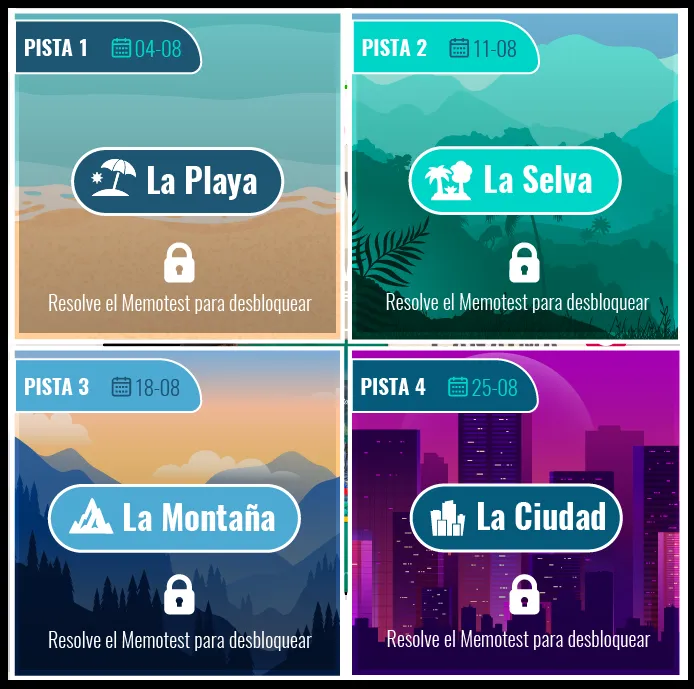 PISTA 1 04-08
La Playa
Resolve el Memotest para desbloquear
PISTA 2 11-08
La Selva
Resolve el Memotest para desbloquear
PISTA 3 18-08
La Montaña
Resolve el Memotest para desbloquear
PISTA 4 25-08
La Ciudad
Resolve el Memotest para desbloquear